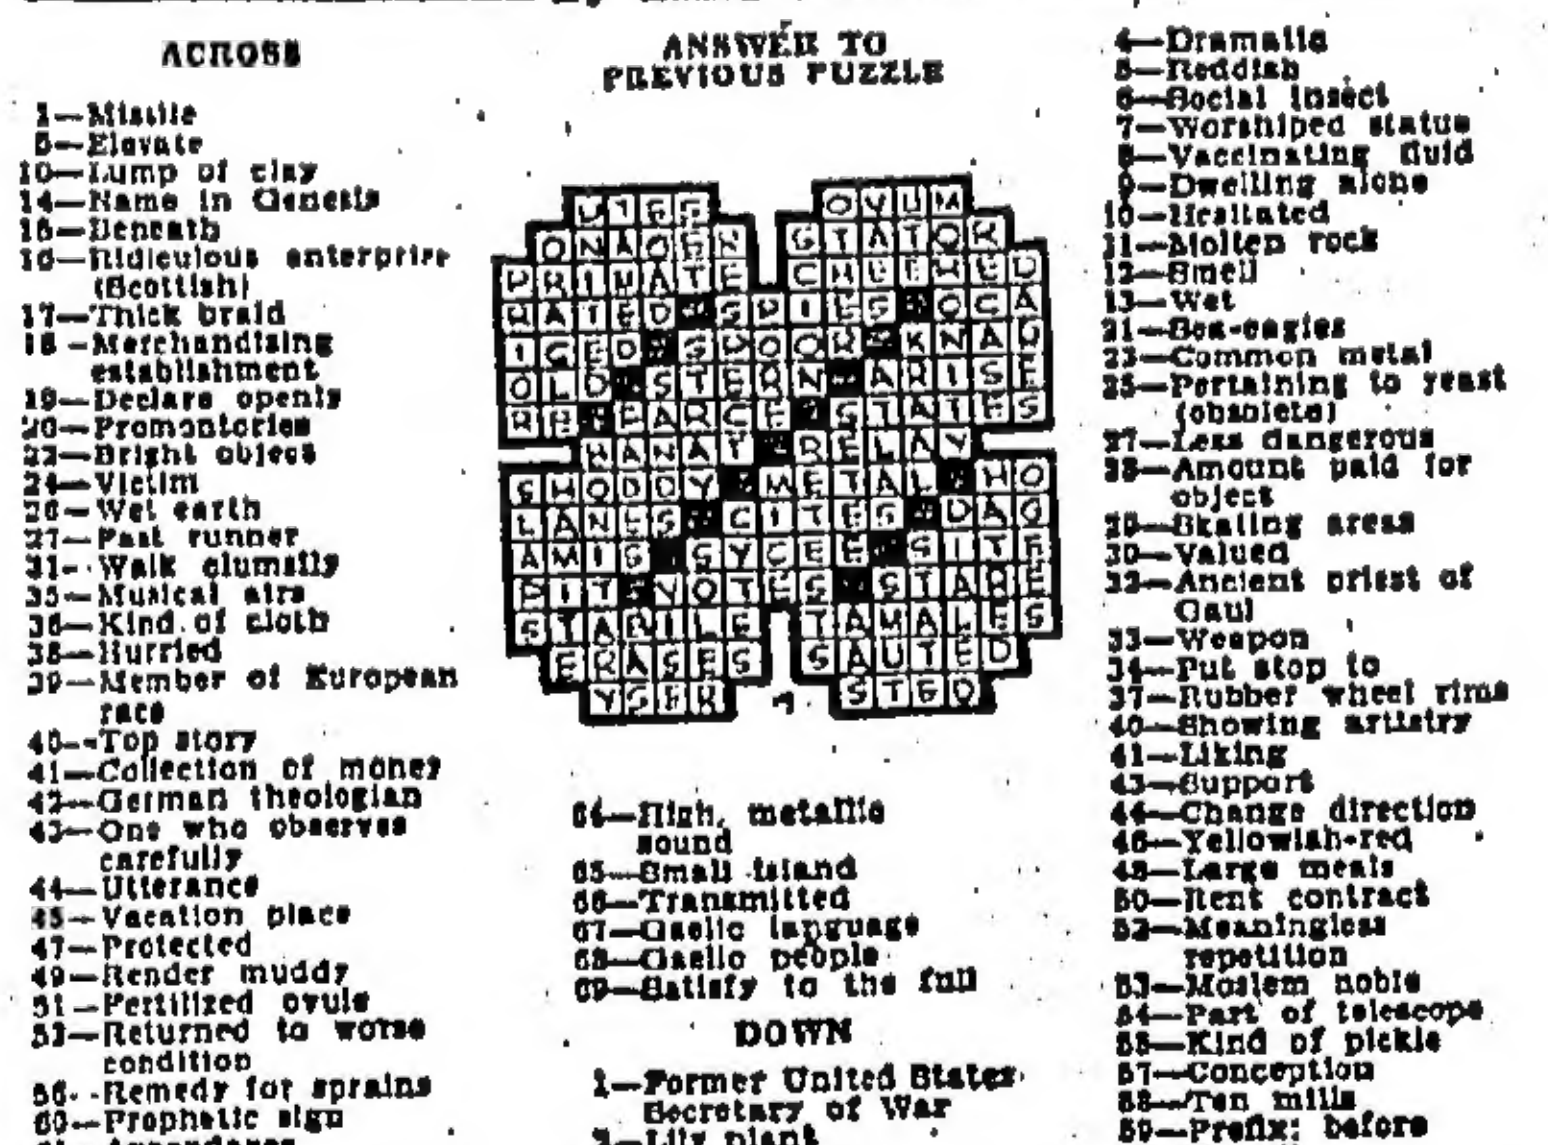 ACROSS
1—Missile
5—Elevate
10—Lump of clay
14—Name in Genesis
15—Beneath
16—Ridiculous enterprise
(Scottish)
17—Thick braid
18—Merchandising
establishment
19—Declare openly
20—Promontories
22—Bright object
24—Victim
26—Wet earth
27—Fast runner
31—Walk clumsily
35—Musical airs
36—Kind of cloth
38—Hurried
39—Member of European
race
40—Top story
41—Collection of money
42—German theologian
43—One who observes
carefully
44—Utterance
45—Vacation place
47—Protected
49—Render muddy
51—Fertilized ovule
53—Returned to worse
condition
56—Remedy for sprains
60—Prophetic sign
ANSWER TO
PREVIOUS PUZZLE
64—High, metallic
sound
65—Small island
66—Transmitted
67—Gaelic language
68—Gaelic people
69—Satisfy to the full
DOWN
1—Former United States
Secretary of War
2—Lily plant
4—Dramatic
5—Reddish
6—Social insect
7—Worshiped status
8—Vaccinating fluid
9—Dwelling alone
10—Hesitated
11—Molten rock
12—Smell
13—Wet
21—Sea-eagles
23—Common metal
25—Pertaining to yeast
(obsolete)
27—Less dangerous
28—Amount paid for
object
29—Skating areas
30—Valued
32—Ancient priest of
Gaul
33—Weapon
34—Put stop to
37—Rubber wheel rims
40—Showing artistry
41—Liking
43—Support
44—Change direction
46—Yellowish-red
48—Large meals
50—Rent contract
52—Meaningless
repetition
53—Moslem noble
54—Part of telescope
55—Kind of pickle
57—Conception
58—Ten mills
59—Prefix: before